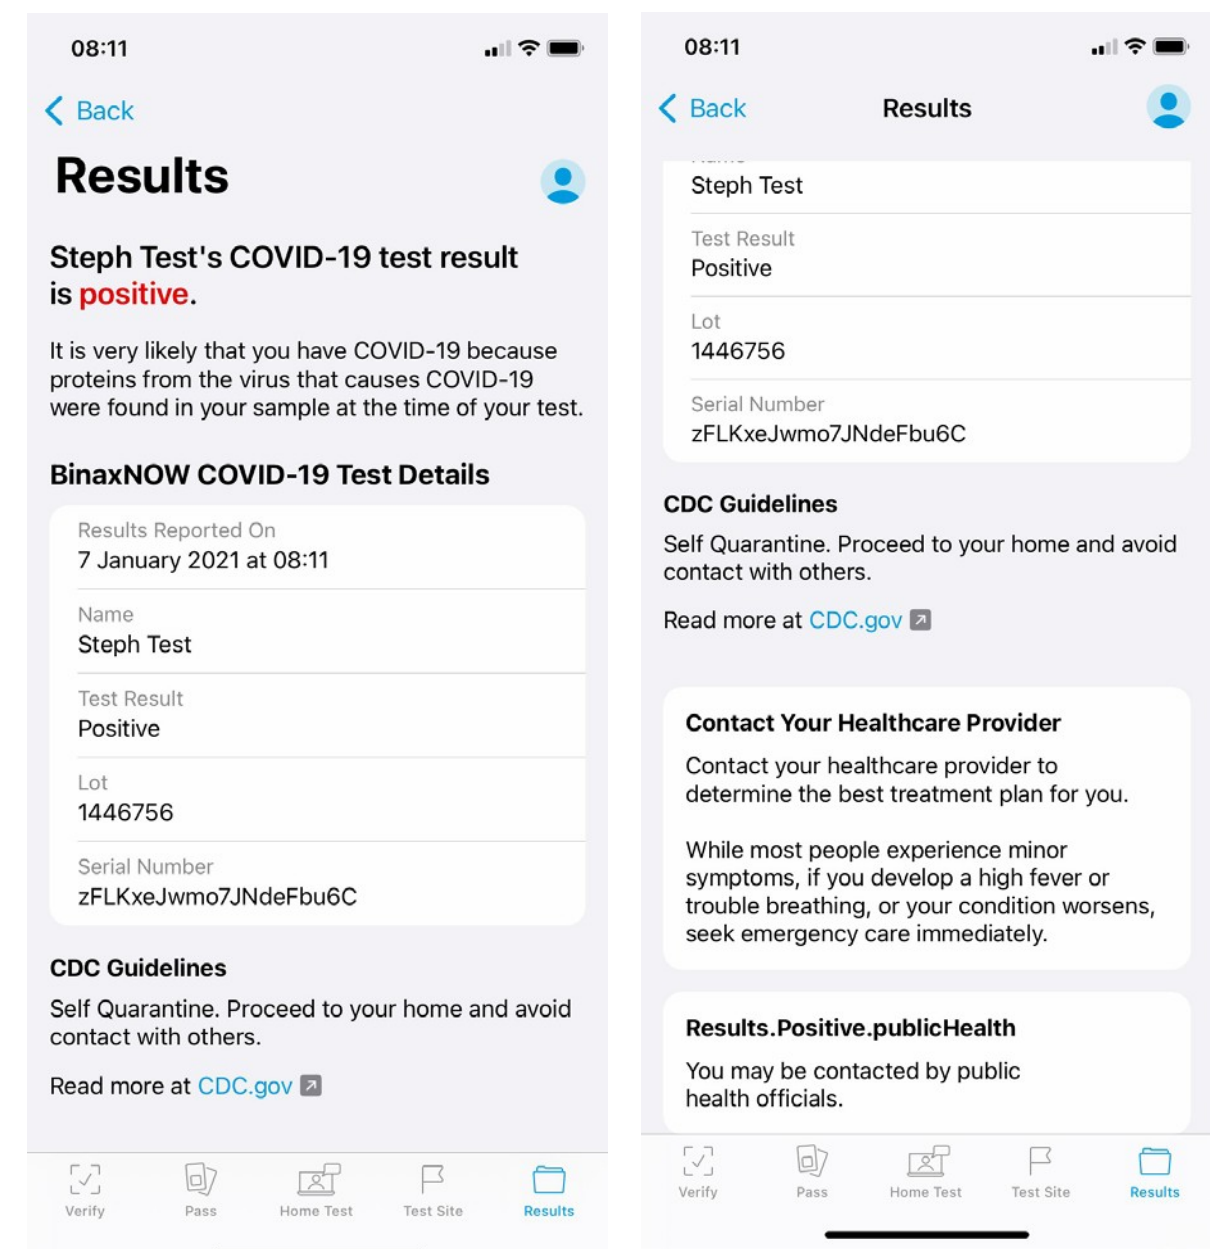 08:11
Back
Results
Steph Test's COVID-19 test result
is positive.
It is very likely that you have COVID-19 because
proteins from the virus that causes COVID-19
were found in your sample at the time of your test.
BinaxNOW COVID-19 Test Details
Results Reported On
7 January 2021 at 08:11
Name
Steph Test
Test Result
Positive
Lot
1446756
Serial Number
zFLKxeJwmo7JNdeFbu6C
CDC Guidelines
Self Quarantine. Proceed to your home and avoid
contact with others.
Read more at CDC.gov
Verify Pass Home Test Test Site Results
08:11
Back Results
Steph Test
Test Result
Positive
Lot
1446756
Serial Number
zFLKxeJwmo7JNdeFbu6C
CDC Guidelines
Self Quarantine. Proceed to your home and avoid
contact with others.
Read more at CDC.gov
Contact Your Healthcare Provider
Contact your healthcare provider to
determine the best treatment plan for you.
While most people experience minor
symptoms, if you develop a high fever or
trouble breathing, or your condition worsens,
seek emergency care immediately.
Results.Positive.publicHealth
You may be contacted by public
health officials.
Verify Pass Home Test Test Site Results